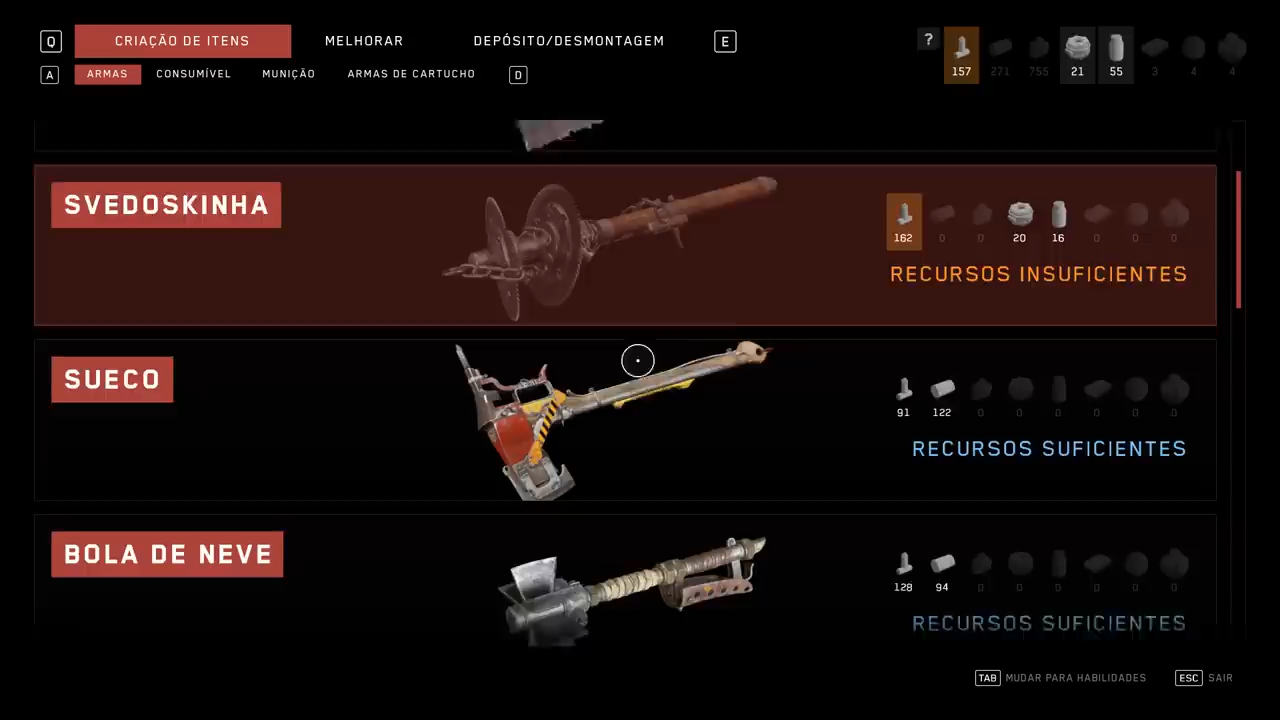 Q CRIAÇÃO DE ITENS MELHORAR DEPÓSITO/DESMONTAGEM E
A ARMAS CONSUMÍVEL MUNIÇÃO ARMAS DE CARTUCHO D
?
157 271 755 21 55 3 4 4
SVEDOSKINHA
162 0 0 20 16 0 0 0
RECURSOS INSUFICIENTES
SUECO
91 122 0 0 0 0 0 0
RECURSOS SUFICIENTES
BOLA DE NEVE
128 94 0 0 0 0 0 0
RECURSOS SUFICIENTES
TAB MUDAR PARA HABILIDADES ESC SAIR